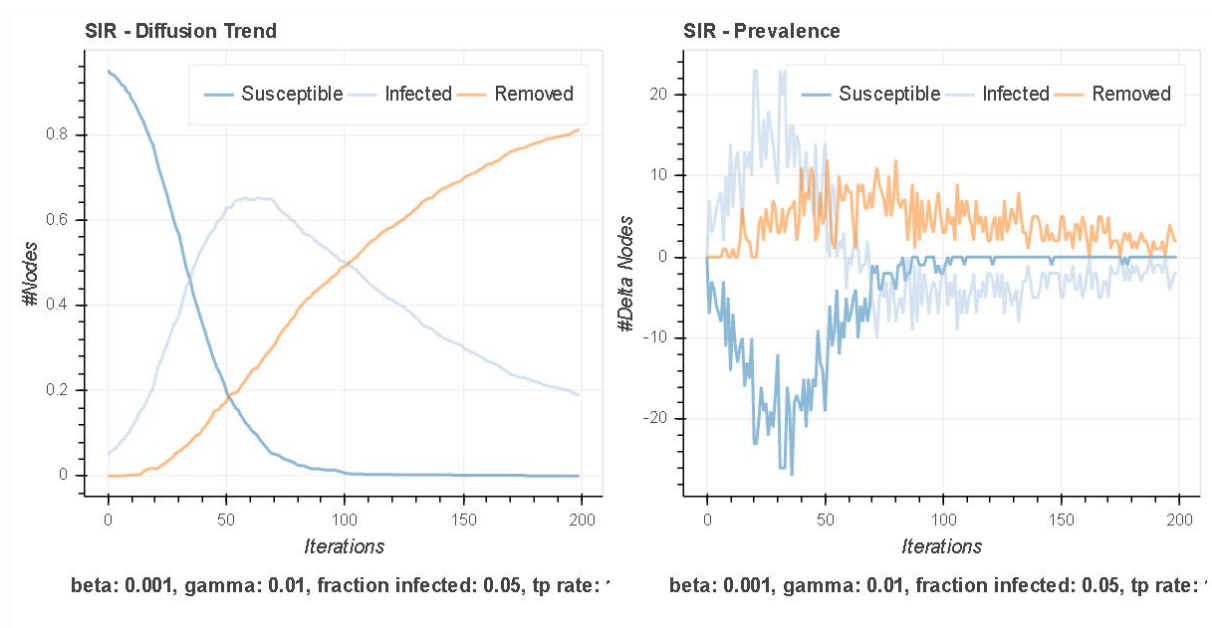 SIR - Diffusion Trend
Susceptible Infected Removed
0.8
0.6
0.4
0.2
0
#Nodes
0 50 100 150 200
Iterations
beta: 0.001, gamma: 0.01, fraction infected: 0.05, tp rate:
SIR - Prevalence
Susceptible Infected Removed
20
10
0
-10
-20
#Delta Nodes
0 50 100 150 200
Iterations
beta: 0.001, gamma: 0.01, fraction infected: 0.05, tp rate: